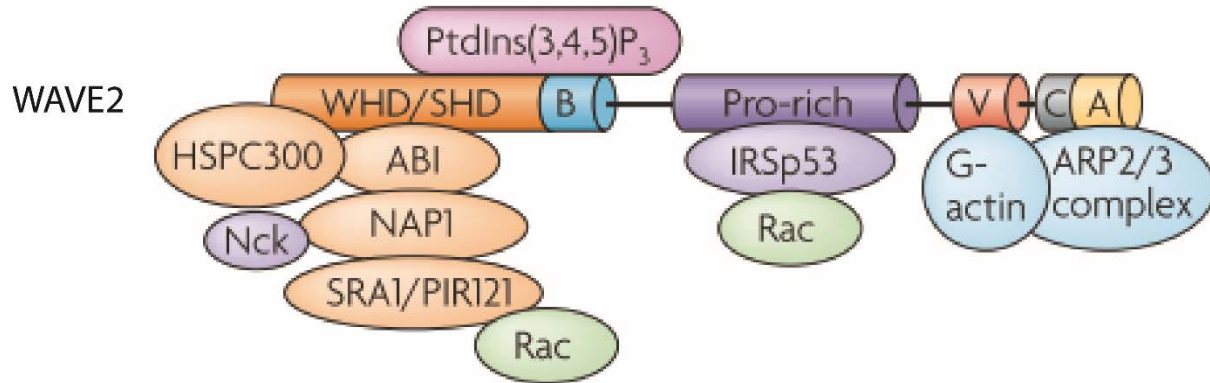 PtdIns(3,4,5)P3
WAVE2
WHD/SHD
B
Pro-rich
V
C
A
HSPC300
ABI
IRSp53
G-
actin
ARP2/3
complex
Nck
NAP1
Rac
SRA1/PIR121
Rac